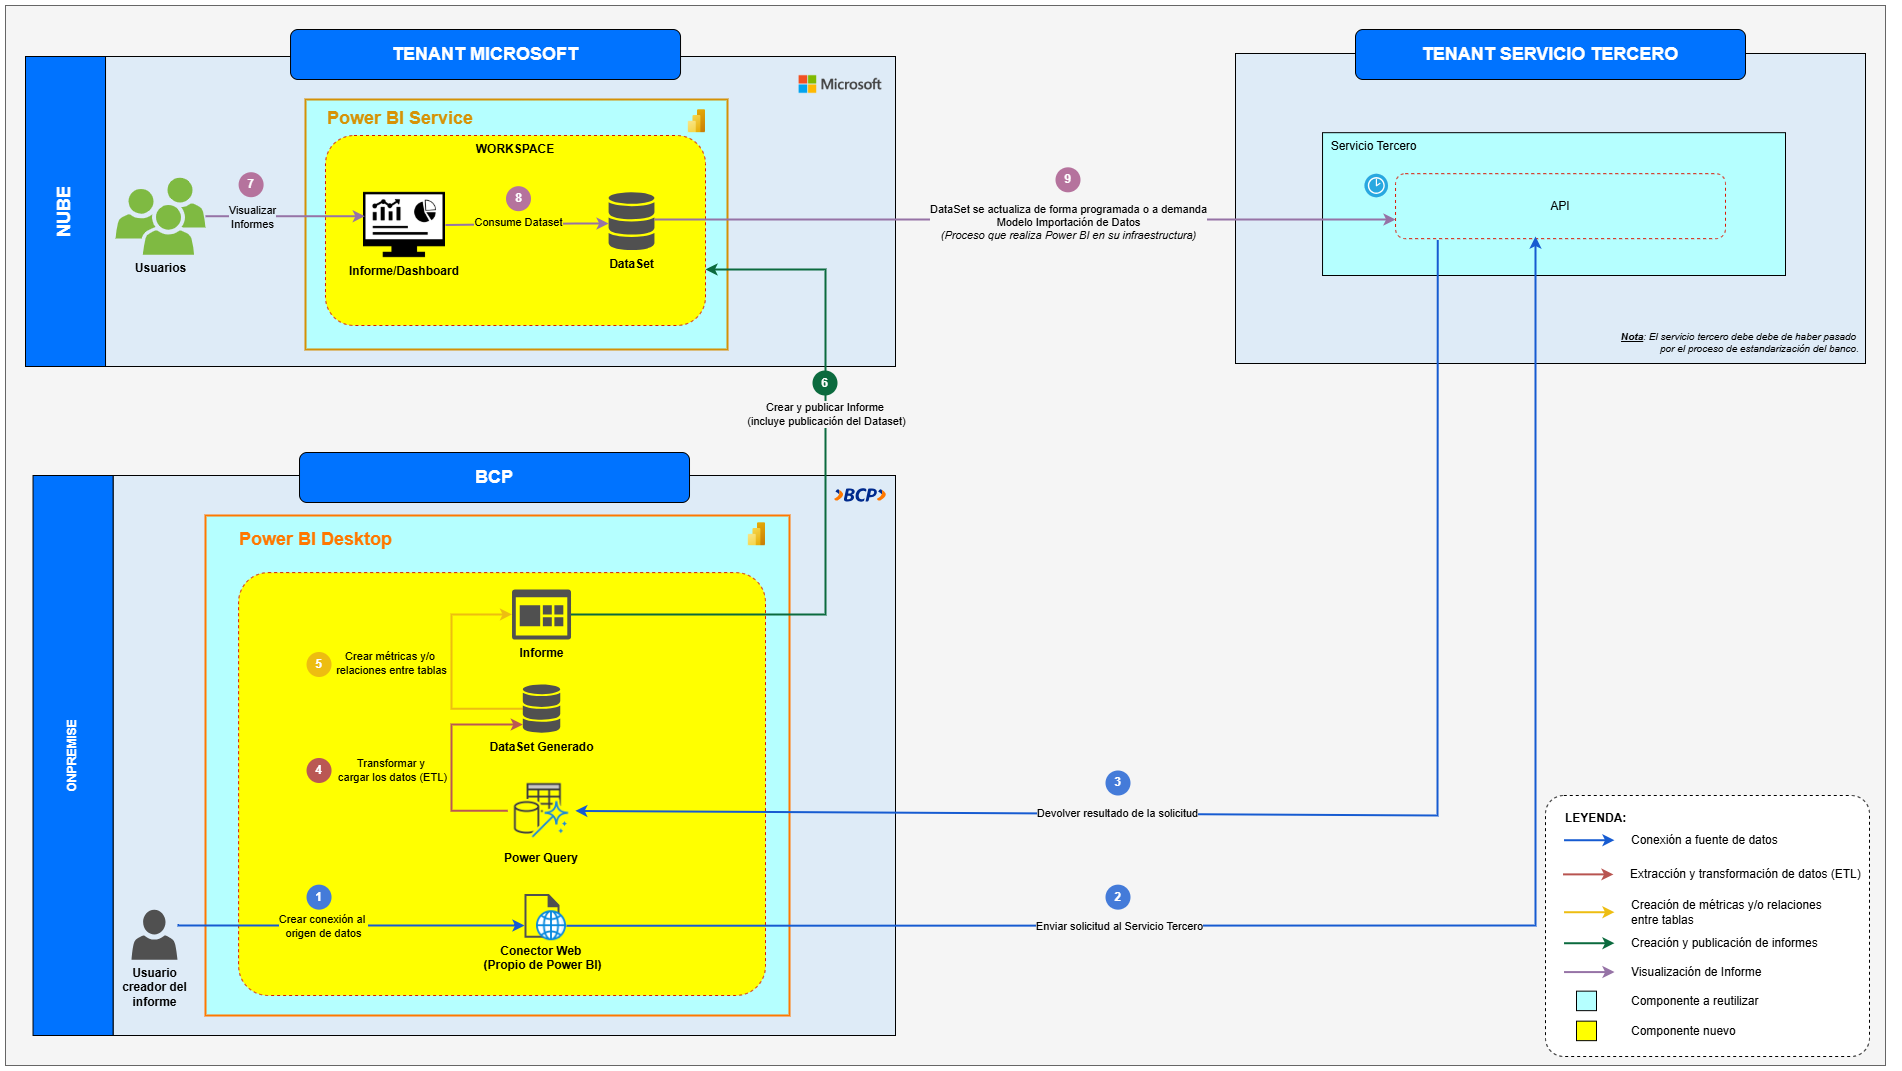 TENANT MICROSOFT
Microsoft
NUBE
Power BI Service
WORKSPACE
7
Visualizar
Informes
Usuarios
8
Consume Dataset
Informe/Dashboard
DataSet
9
DataSet se actualiza de forma programada o a demanda
Modelo Importación de Datos
(Proceso que realiza Power BI en su infraestructura)
TENANT SERVICIO TERCERO
Servicio Tercero
API
Nota: El servicio tercero debe debe de haber pasado
por el proceso de estandarización del banco.
6
Crear y publicar Informe
(incluye publicación del Dataset)
BCP
BCP
ONPREMISE
Power BI Desktop
Informe
5
Crear métricas y/o
relaciones entre tablas
DataSet Generado
4
Transformar y
cargar los datos (ETL)
Power Query
3
Devolver resultado de la solicitud
1
Crear conexión al
origen de datos
Conector Web
(Propio de Power BI)
2
Enviar solicitud al Servicio Tercero
Usuario
creador del
informe
LEYENDA:
Conexión a fuente de datos
Extracción y transformación de datos (ETL)
Creación de métricas y/o relaciones
entre tablas
Creación y publicación de informes
Visualización de Informe
Componente a reutilizar
Componente nuevo